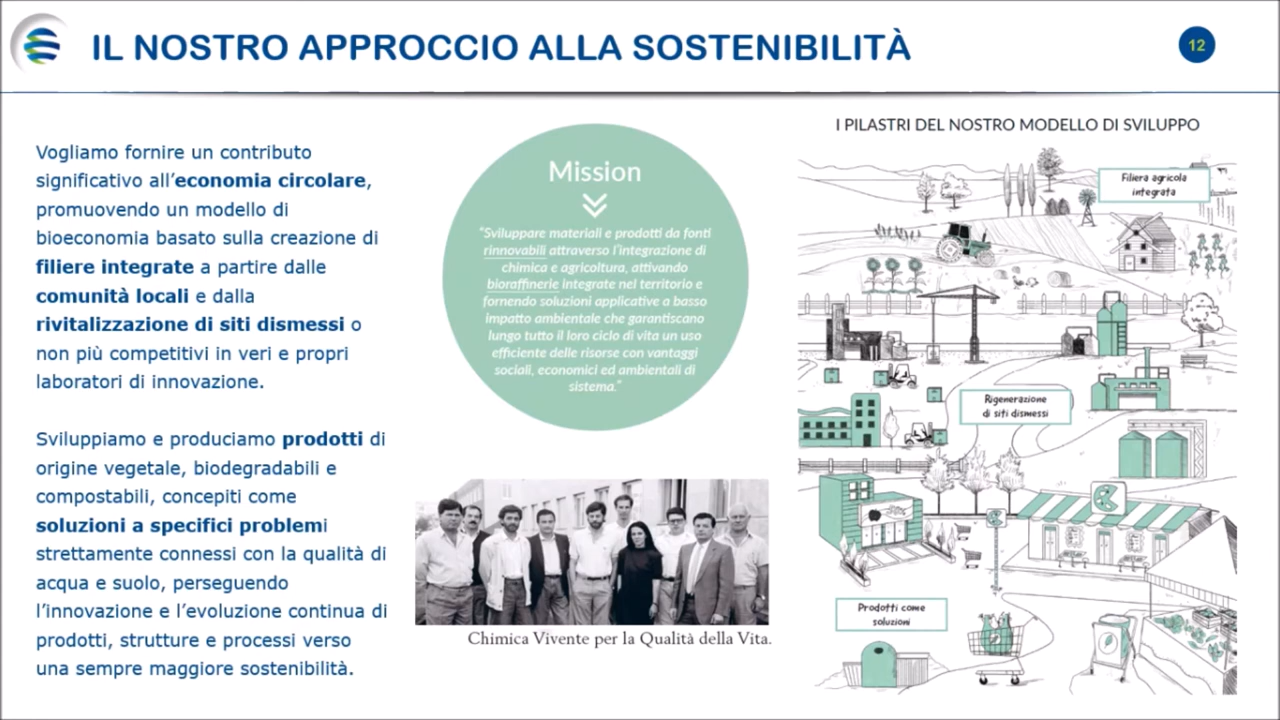 IL NOSTRO APPROCCIO ALLA SOSTENIBILITÀ
12
Vogliamo fornire un contributo
significativo all’economia circolare,
promuovendo un modello di
bioeconomia basato sulla creazione di
filiere integrate a partire dalle
comunità locali e dalla
rivitalizzazione di siti dismessi o
non più competitivi in veri e propri
laboratori di innovazione.
Sviluppiamo e produciamo prodotti di
origine vegetale, biodegradabili e
compostabili, concepiti come
soluzioni a specifici problemi
strettamente connessi con la qualità di
acqua e suolo, perseguendo
l’innovazione e l’evoluzione continua di
prodotti, strutture e processi verso
una sempre maggiore sostenibilità.
Mission
“Sviluppare materiali e prodotti da fonti
rinnovabili attraverso l’integrazione di
chimica e agricoltura, attivando
bioraffinerie integrate nel territorio e
fornendo soluzioni applicative a basso
impatto ambientale che garantiscano
lungo tutto il loro ciclo di vita un uso
efficiente delle risorse con vantaggi
sociali, economici ed ambientali di
sistema.”
Chimica Vivente per la Qualità della Vita.
I PILASTRI DEL NOSTRO MODELLO DI SVILUPPO
Filiera agricola
integrata
Rigenerazione
di siti dismessi
Prodotti come
soluzioni